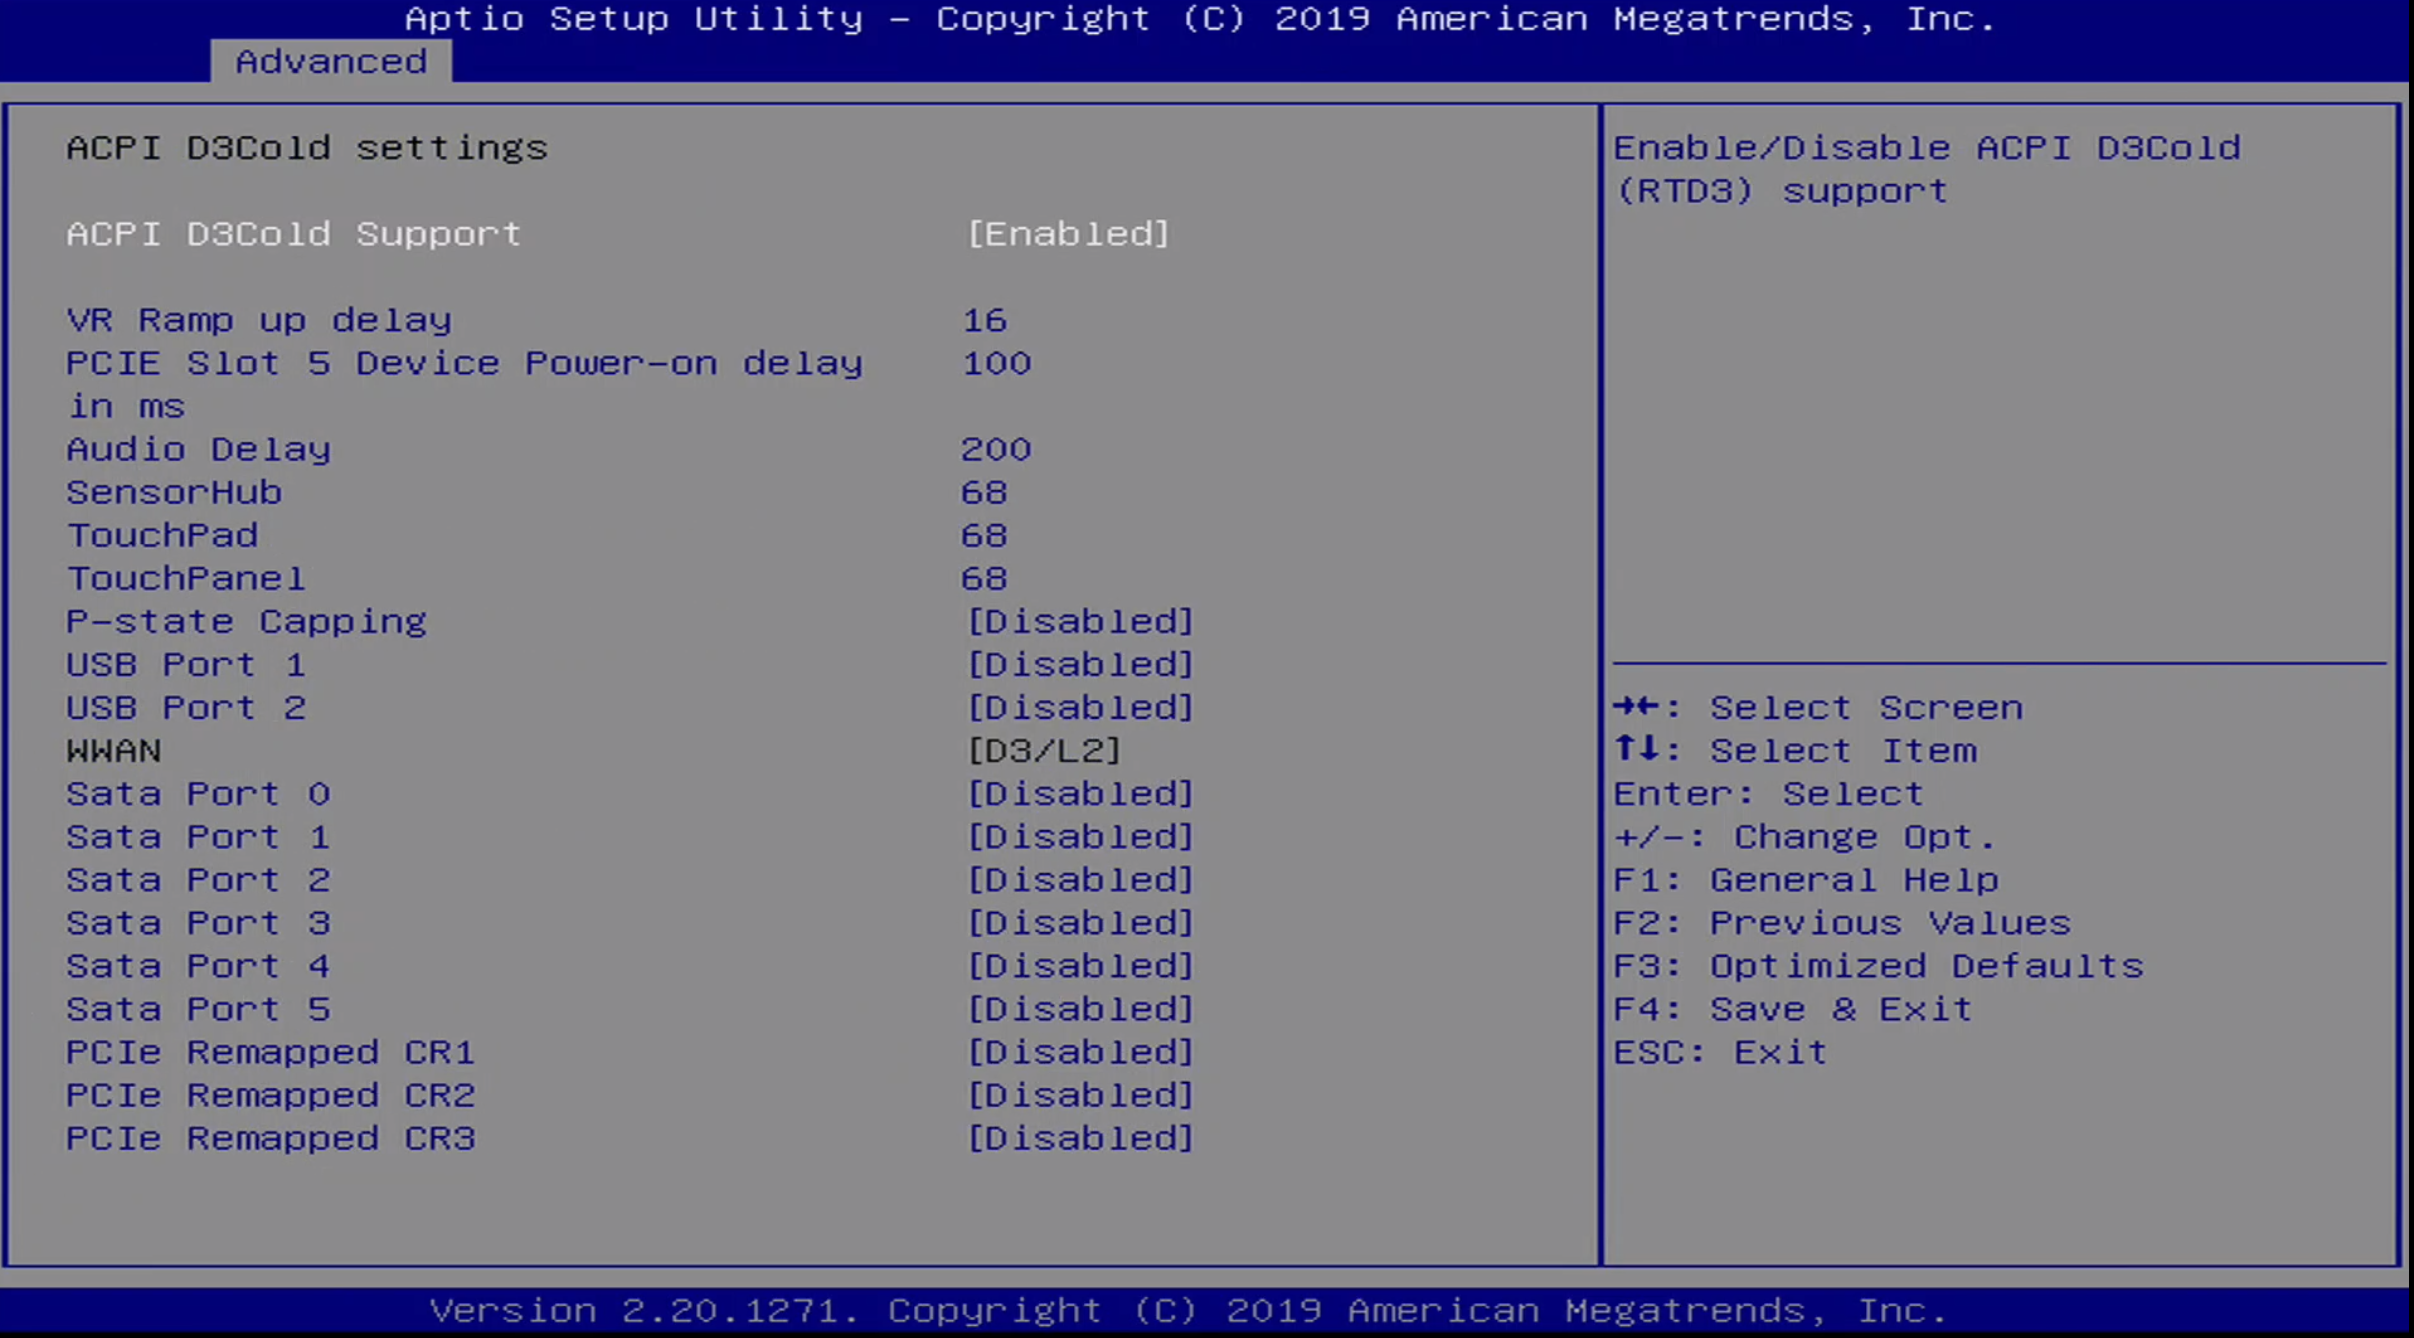 Aptio Setup Utility – Copyright (C) 2019 American Megatrends, Inc.
Advanced
ACPI D3Cold settings
ACPI D3Cold Support [Enabled]
VR Ramp up delay 16
PCIE Slot 5 Device Power-on delay 100
in ms
Audio Delay 200
SensorHub 68
TouchPad 68
TouchPanel 68
P-state Capping [Disabled]
USB Port 1 [Disabled]
USB Port 2 [Disabled]
WWAN [D3/L2]
Sata Port 0 [Disabled]
Sata Port 1 [Disabled]
Sata Port 2 [Disabled]
Sata Port 3 [Disabled]
Sata Port 4 [Disabled]
Sata Port 5 [Disabled]
PCIe Remapped CR1 [Disabled]
PCIe Remapped CR2 [Disabled]
PCIe Remapped CR3 [Disabled]
Enable/Disable ACPI D3Cold
(RTD3) support
→←: Select Screen
↑↓: Select Item
Enter: Select
+/-: Change Opt.
F1: General Help
F2: Previous Values
F3: Optimized Defaults
F4: Save & Exit
ESC: Exit
Version 2.20.1271. Copyright (C) 2019 American Megatrends, Inc.